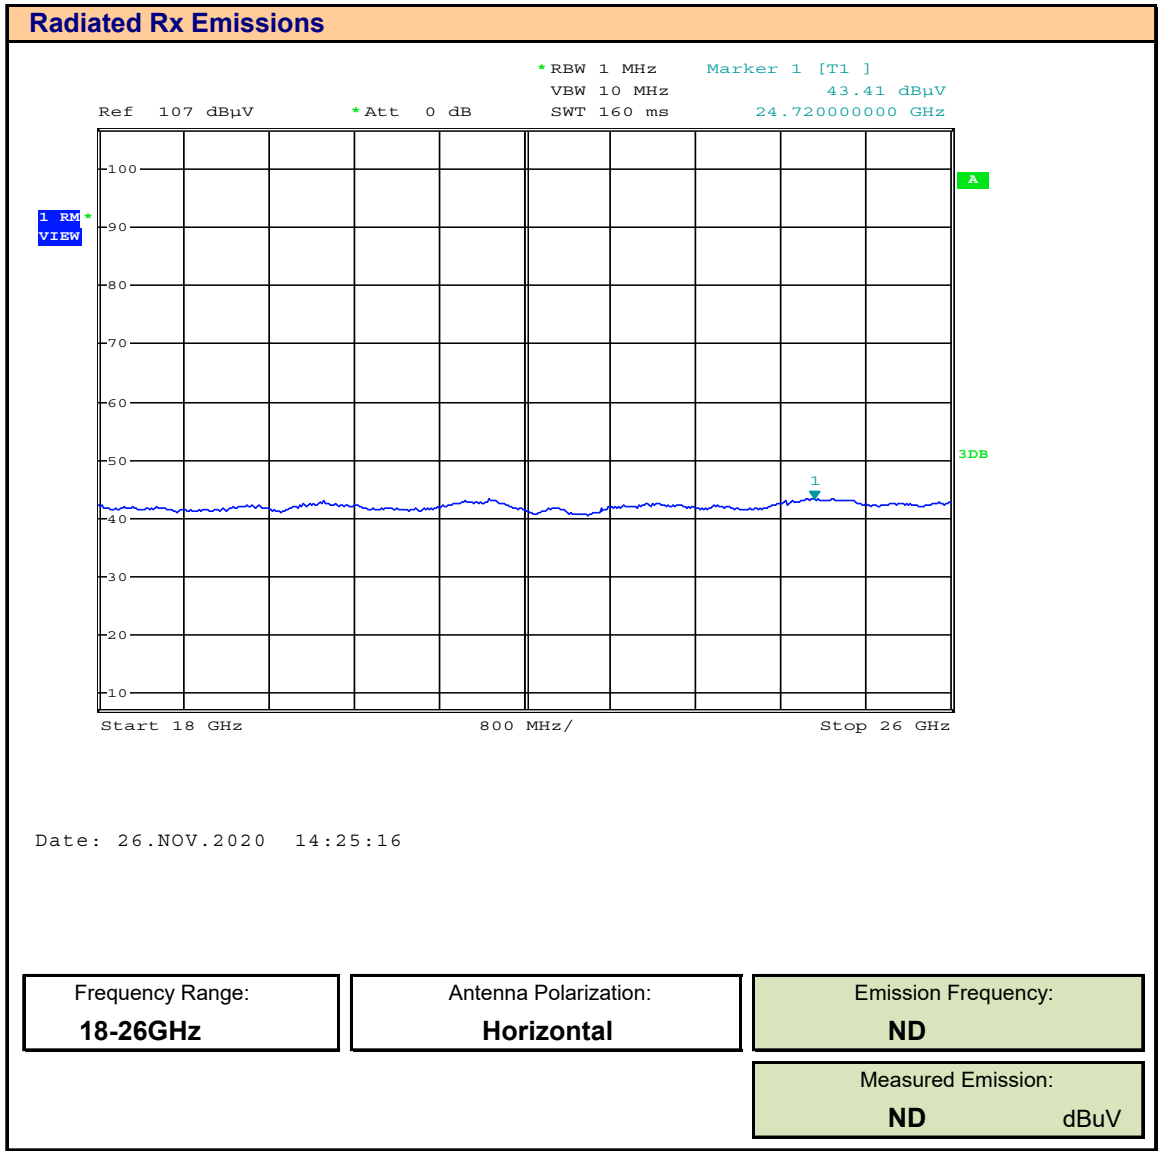 Radiated Rx Emissions
* RBW 1 MHz Marker 1 [T1 ]
VBW 10 MHz 43.41 dBµV
Ref 107 dBµV * Att 0 dB SWT 160 ms 24.720000000 GHz
100
A
1 RM *
VIEW
90
80
70
60
50
3DB
1
40
30
20
10
Start 18 GHz 800 MHz/ Stop 26 GHz
Date: 26.NOV.2020 14:25:16
Frequency Range:
18-26GHz
Antenna Polarization:
Horizontal
Emission Frequency:
ND
Measured Emission:
ND dBuV